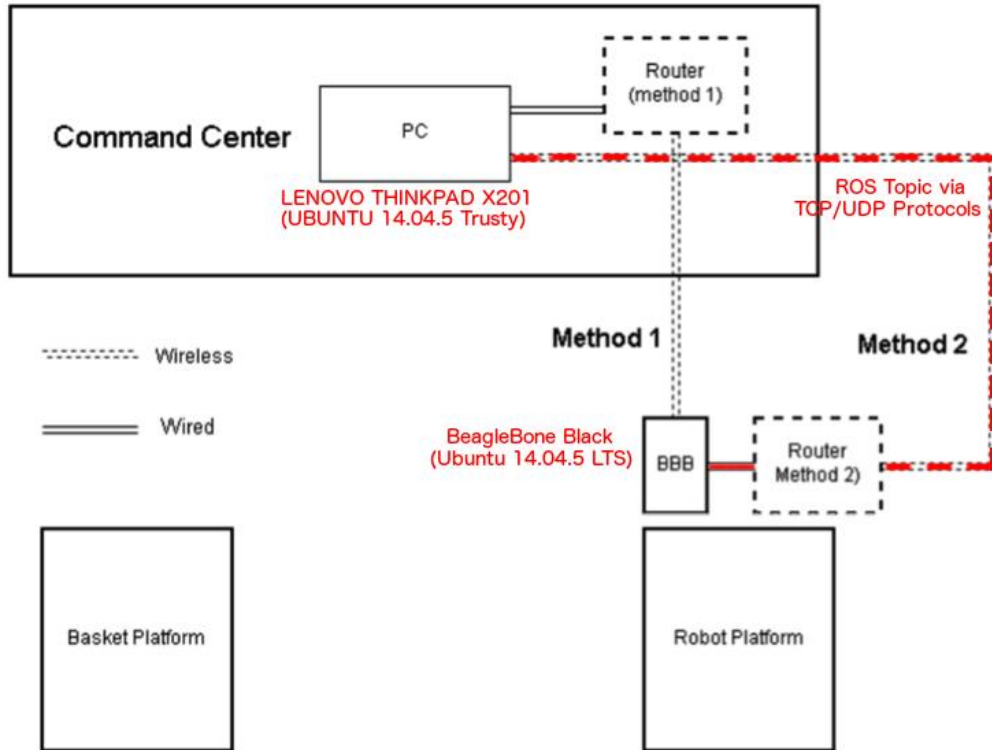 Router
(method 1)
PC
Command Center
LENOVO THINKPAD X201
(UBUNTU 14.04.5 Trusty)
ROS Topic via
TCP/UDP Protocols
Method 1
Method 2
Wireless
Wired
BeagleBone Black
(Ubuntu 14.04.5 LTS)
BBB
Router
Method 2)
Basket Platform
Robot Platform